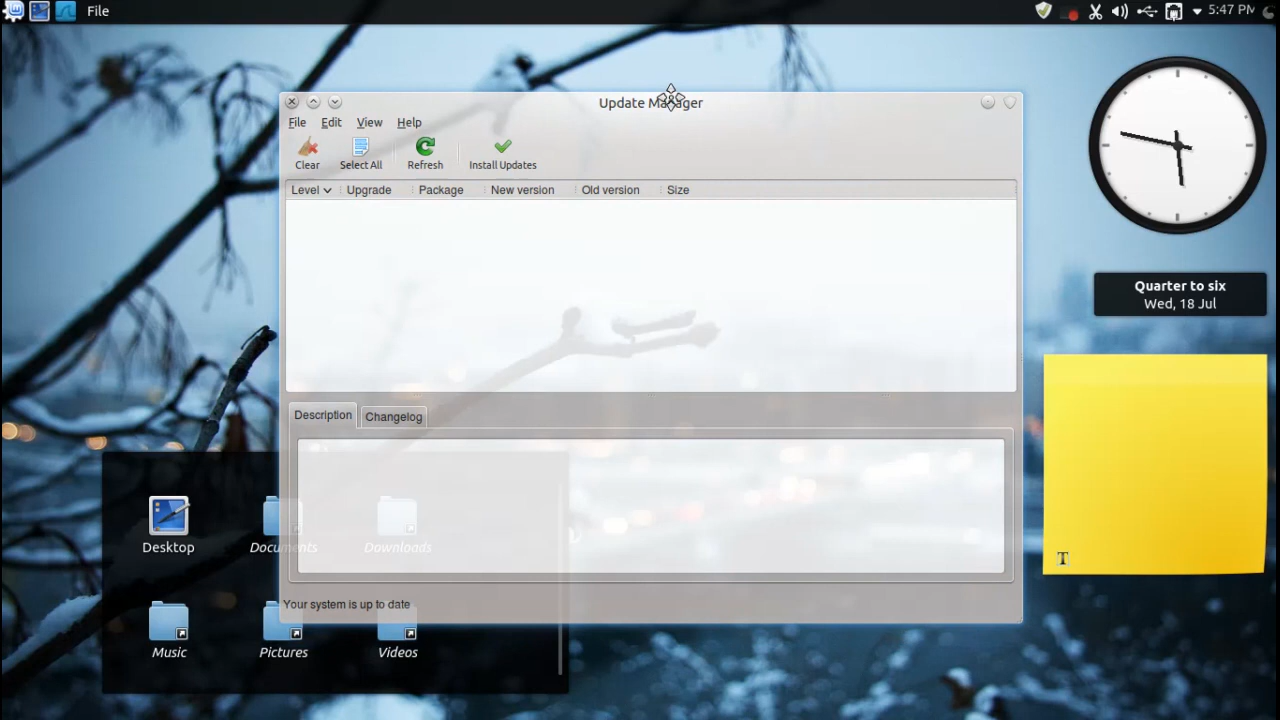 File
5:47 PM
Update Manager
File Edit View Help
Clear Select All Refresh Install Updates
Level Upgrade Package New version Old version Size
Quarter to six
Wed, 18 Jul
Description Changelog
T
Desktop Documents Downloads
Your system is up to date
Music Pictures Videos